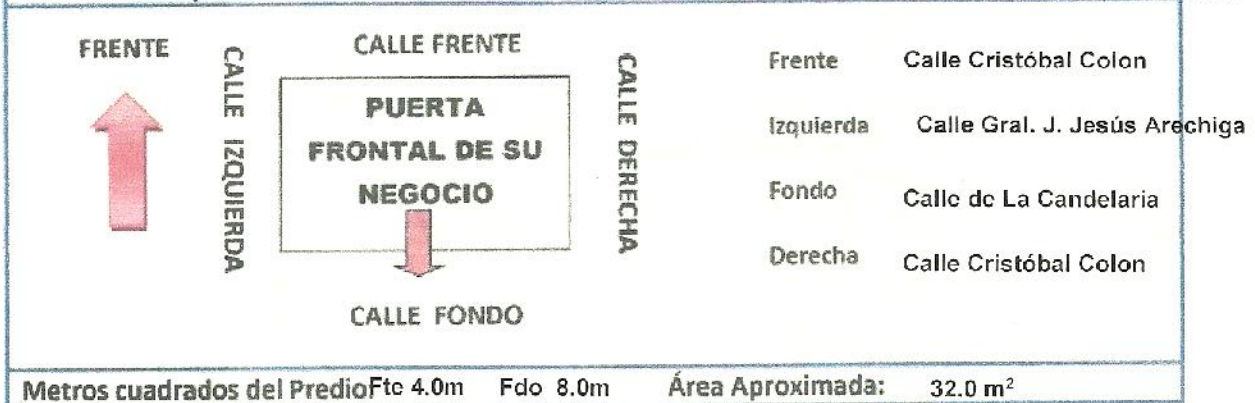 FRENTE
CALLE IZQUIERDA
CALLE FRENTE
PUERTA
FRONTAL DE SU
NEGOCIO
CALLE DERECHA
CALLE FONDO
Frente Calle Cristóbal Colon
Izquierda Calle Gral. J. Jesús Arechiga
Fondo Calle de La Candelaria
Derecha Calle Cristóbal Colon
Metros cuadrados del Predio Fte 4.0m Fdo 8.0m Área Aproximada: 32.0 m²